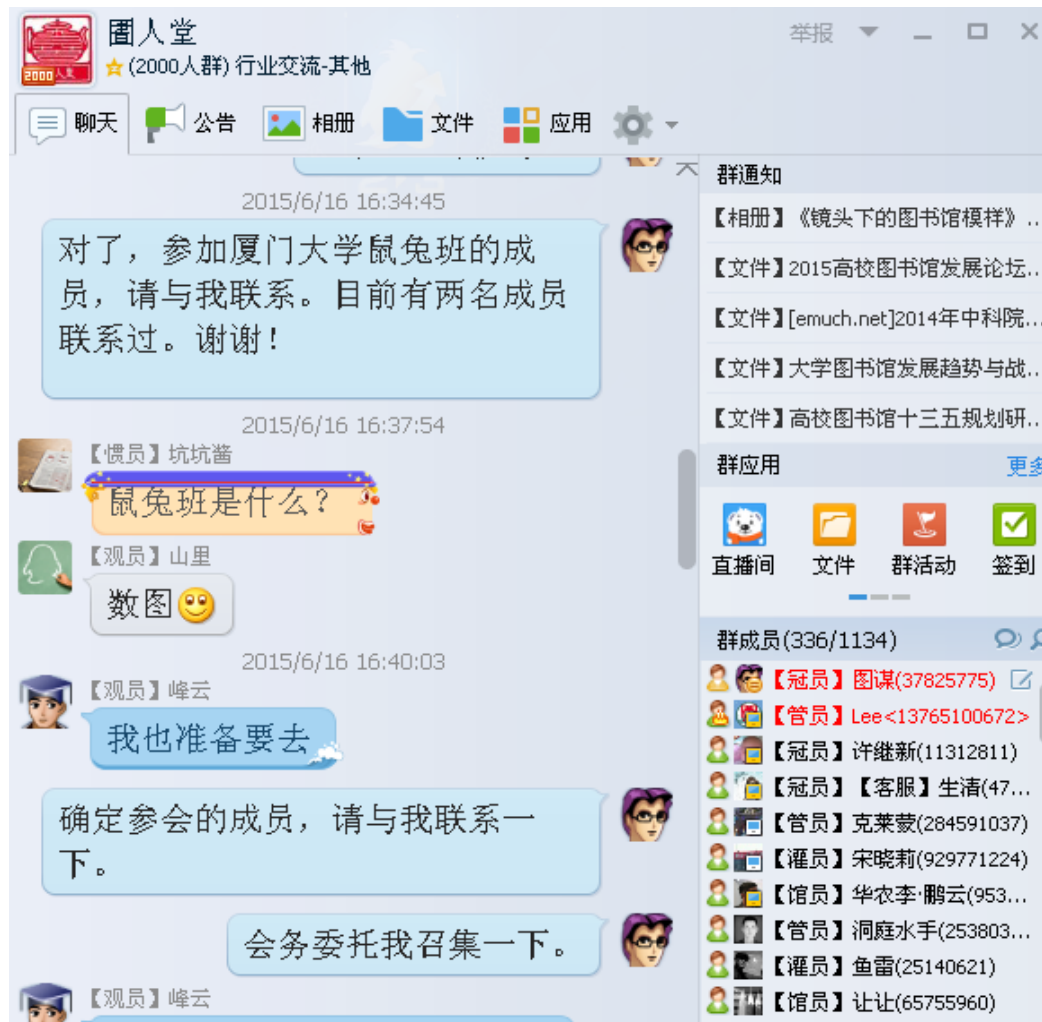 圕人堂
(2000人群) 行业交流-其他
举报
2000人
聊天
公告
相册
文件
应用
2015/6/16 16:34:45
对了，参加厦门大学鼠兔班的成
员，请与我联系。目前有两名成员
联系过。谢谢！
2015/6/16 16:37:54
【惯员】坑坑酱
鼠兔班是什么？
【观员】山里
数图
2015/6/16 16:40:03
【观员】峰云
我也准备要去
确定参会的成员，请与我联系一
下。
会务委托我召集一下。
【观员】峰云
群通知
【相册】《镜头下的图书馆模样》...
【文件】2015高校图书馆发展论坛...
【文件】[emuch.net]2014年中科院...
【文件】大学图书馆发展趋势与战...
【文件】高校图书馆十三五规划研...
群应用
更多
直播间
文件
群活动
签到
群成员(336/1134)
【冠员】图谋(37825775)
【管员】Lee<13765100672>
【冠员】许继新(11312811)
【冠员】【客服】生清(47...
【管员】克莱蒙(284591037)
【灌员】宋晓莉(929771224)
【馆员】华农李·鹏云(953...
【管员】洞庭水手(253803...
【灌员】鱼雷(25140621)
【馆员】让让(65755960)